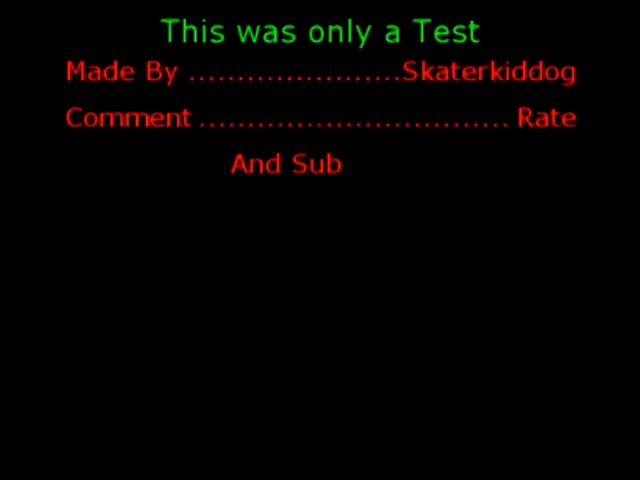 This was only a Test
Made By ......................Skaterkiddog
Comment ................................ Rate
And Sub